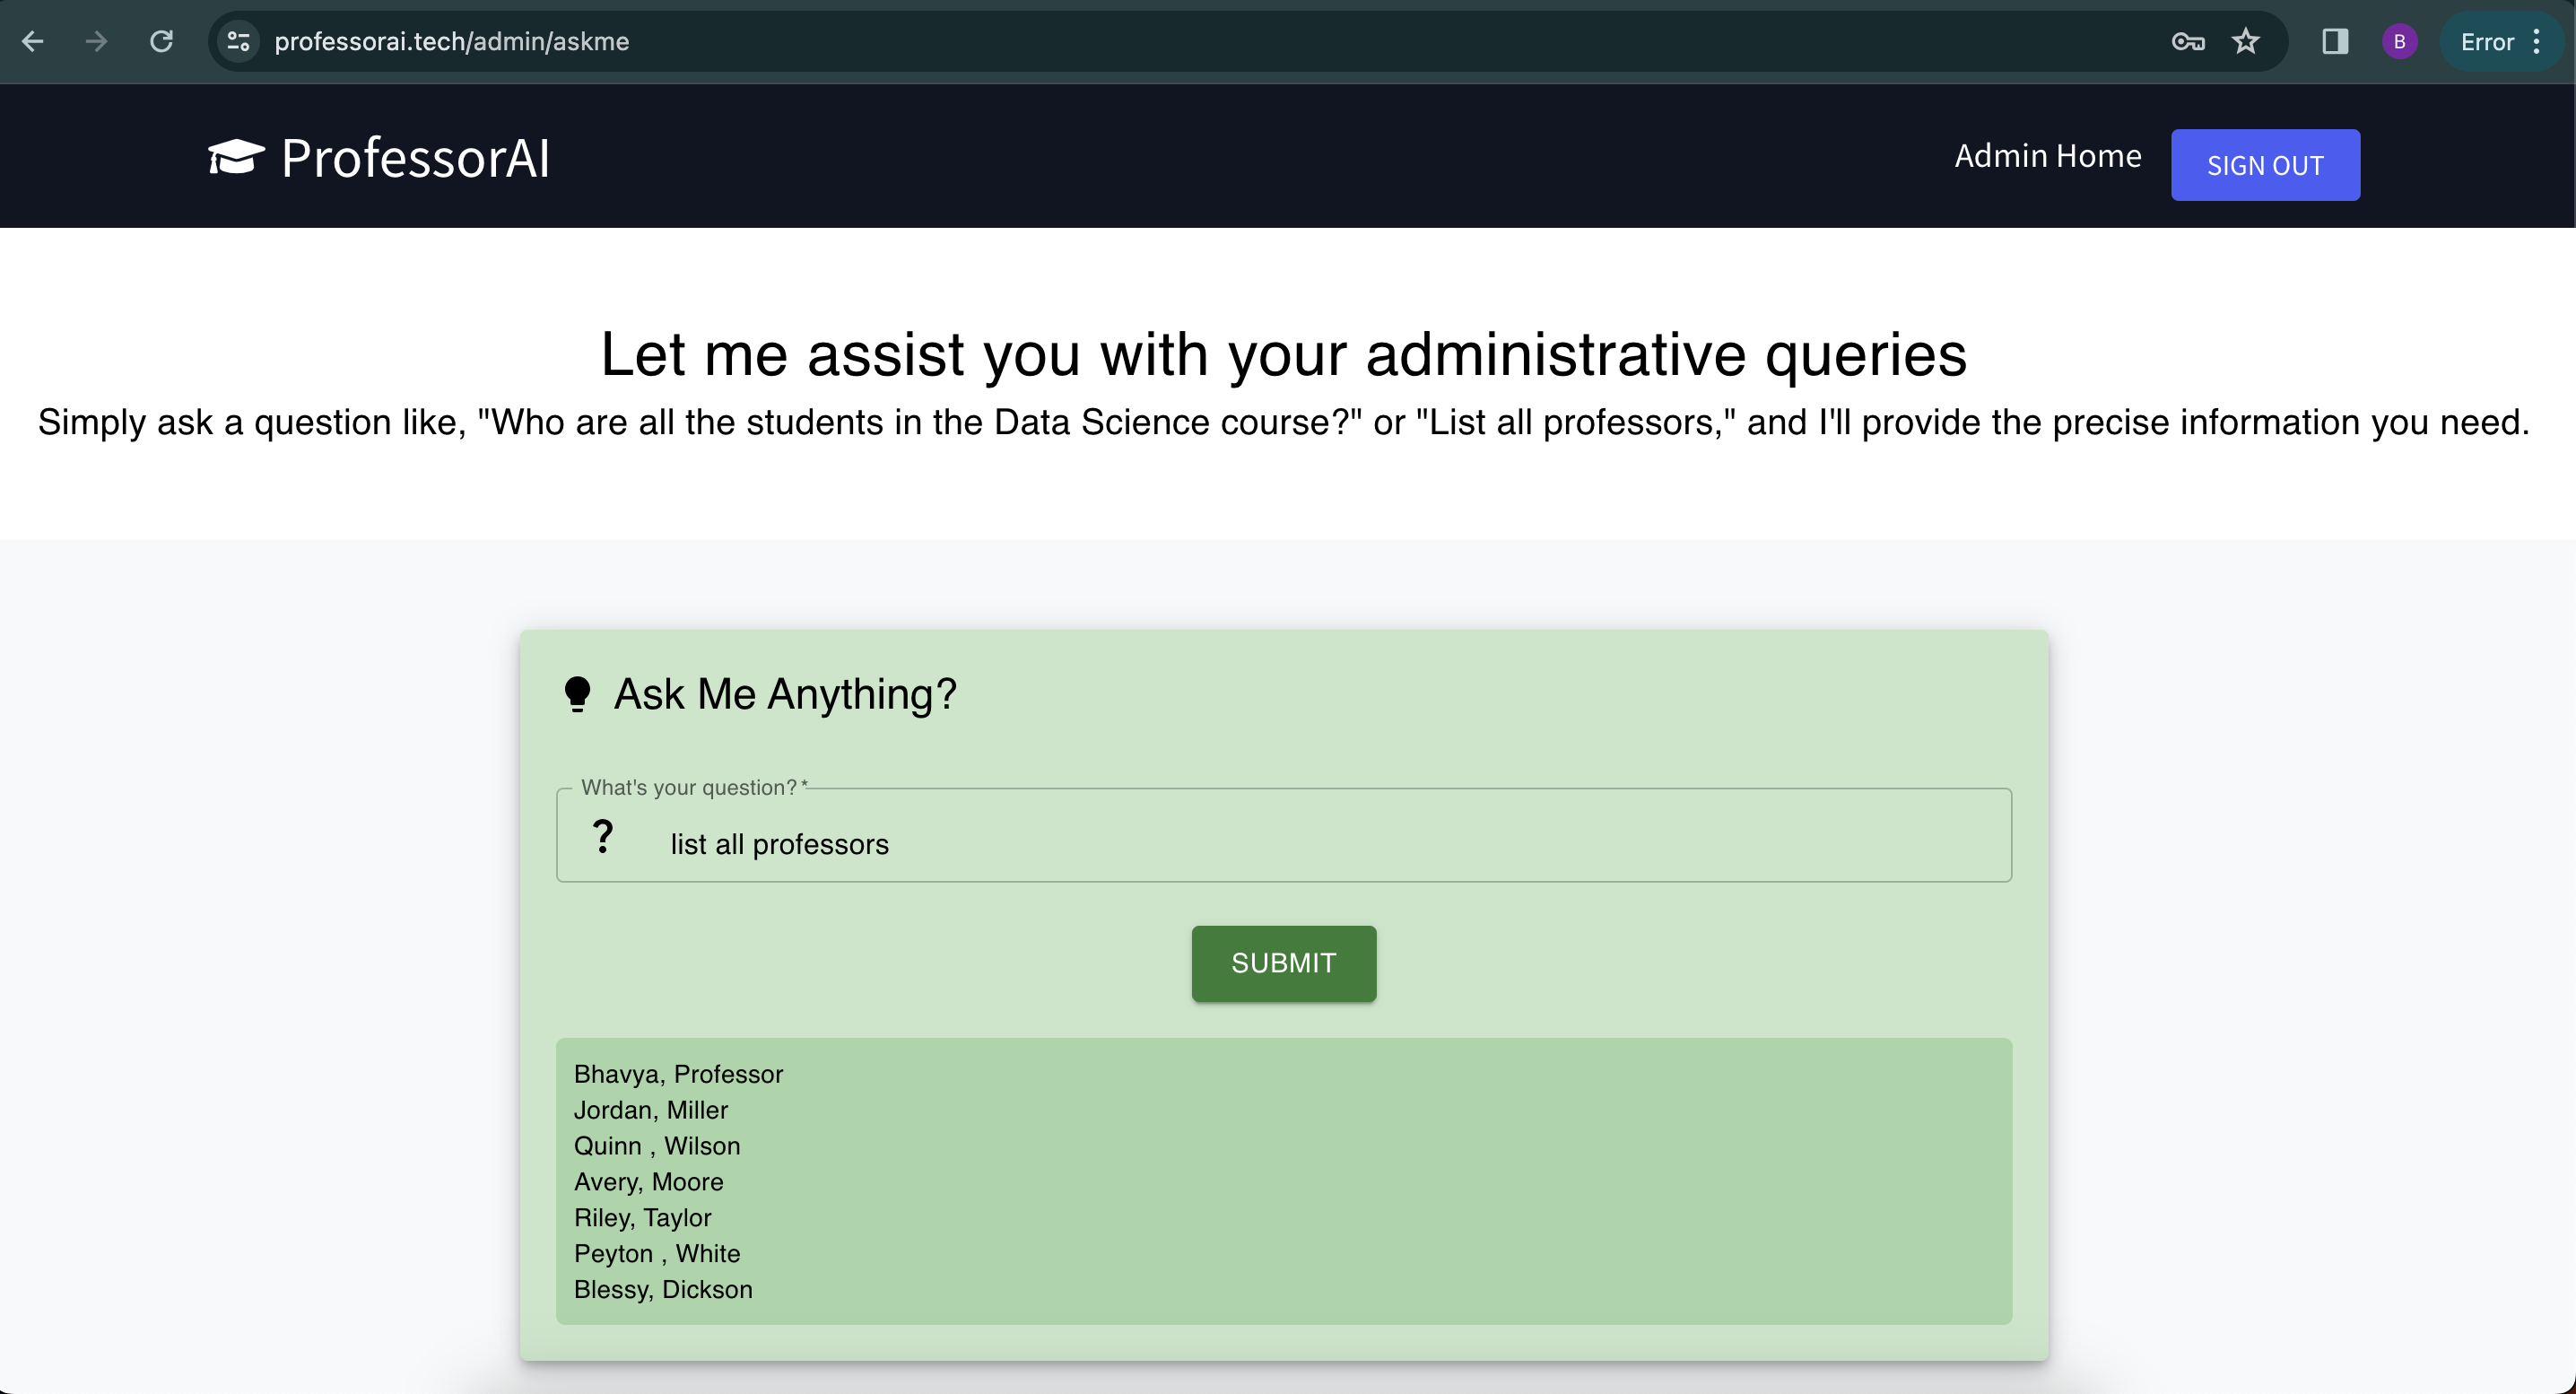 professorai.tech/admin/askme
B
Error
ProfessorAI
Admin Home
SIGN OUT
Let me assist you with your administrative queries
Simply ask a question like, "Who are all the students in the Data Science course?" or "List all professors," and I'll provide the precise information you need.
Ask Me Anything?
What's your question? *
? list all professors
SUBMIT
Bhavya, Professor
Jordan, Miller
Quinn , Wilson
Avery, Moore
Riley, Taylor
Peyton , White
Blessy, Dickson